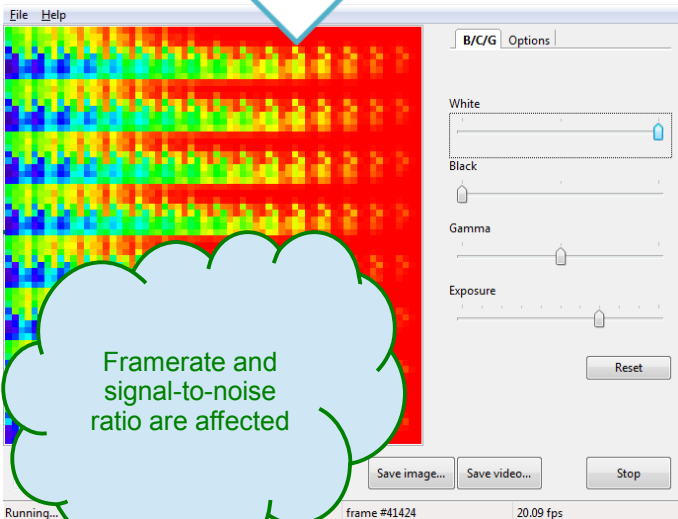 File Help
B/C/G Options
White
Black
Gamma
Exposure
Reset
Framerate and
signal-to-noise
ratio are affected
Save image... Save video... Stop
Running... frame #41424 20.09 fps